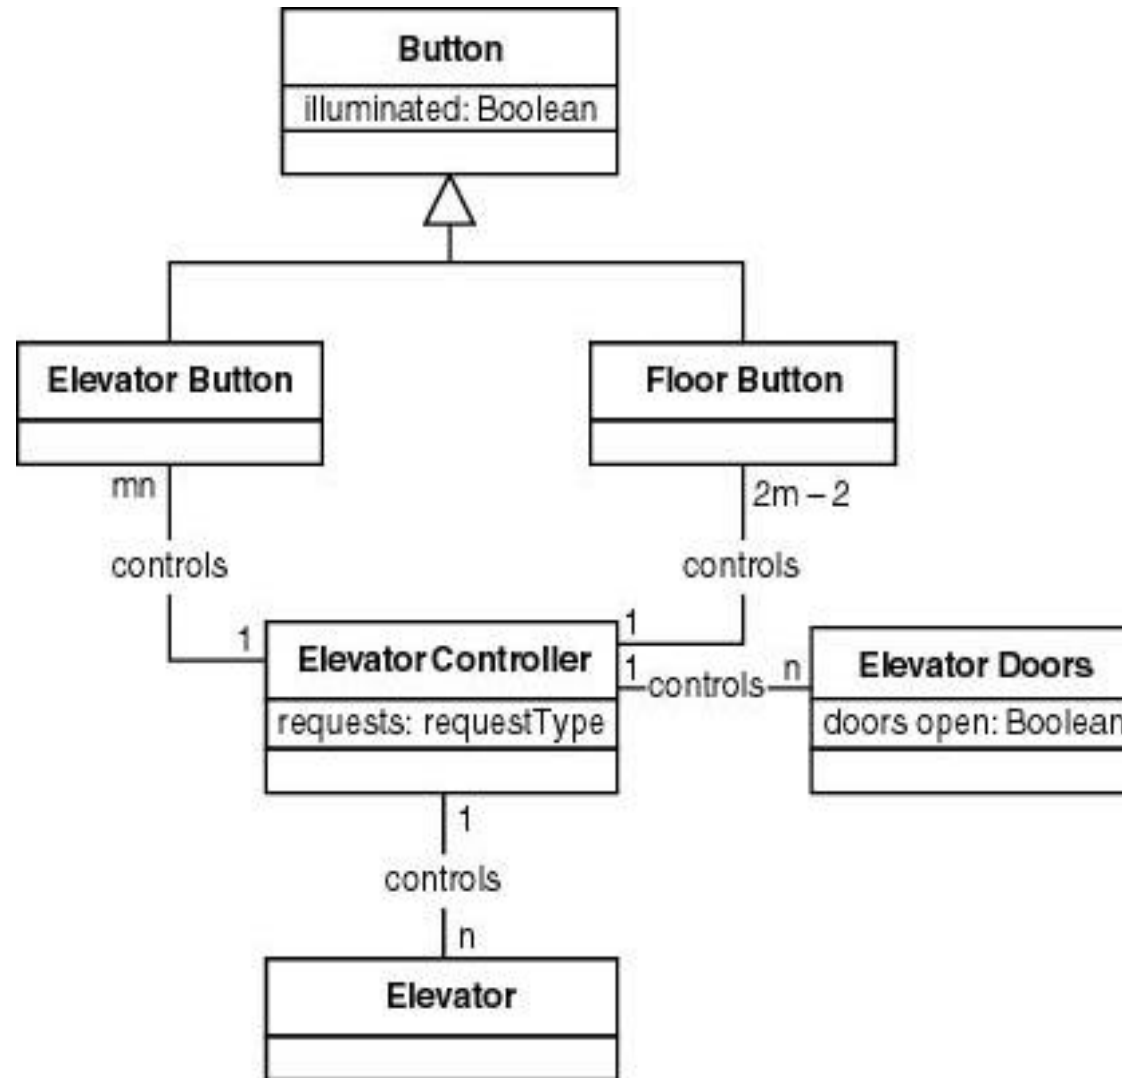 Button
illuminated: Boolean
Elevator Button
Floor Button
mn
2m – 2
controls
controls
1
1
Elevator Controller
1
controls
n
Elevator Doors
requests: requestType
doors open: Boolean
1
controls
n
Elevator